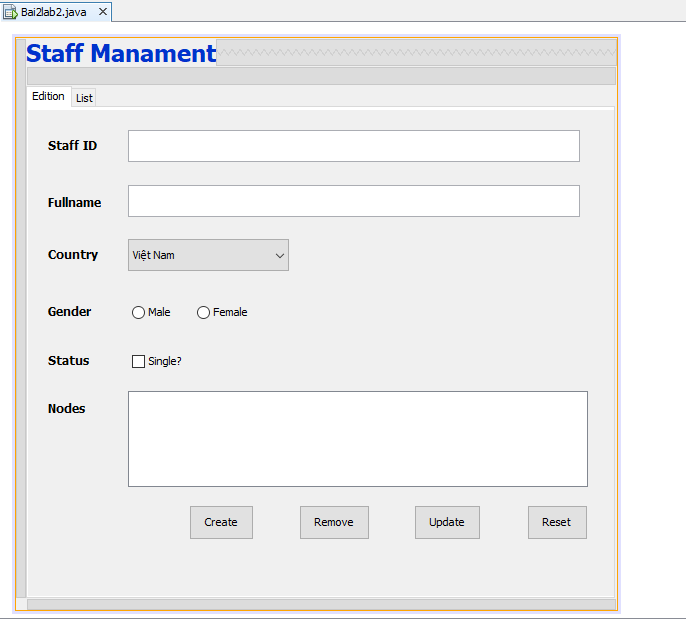 Bai2lab2.java
Staff Manament
Edition List
Staff ID
Fullname
Country Việt Nam
Gender Male Female
Status Single?
Nodes
Create Remove Update Reset